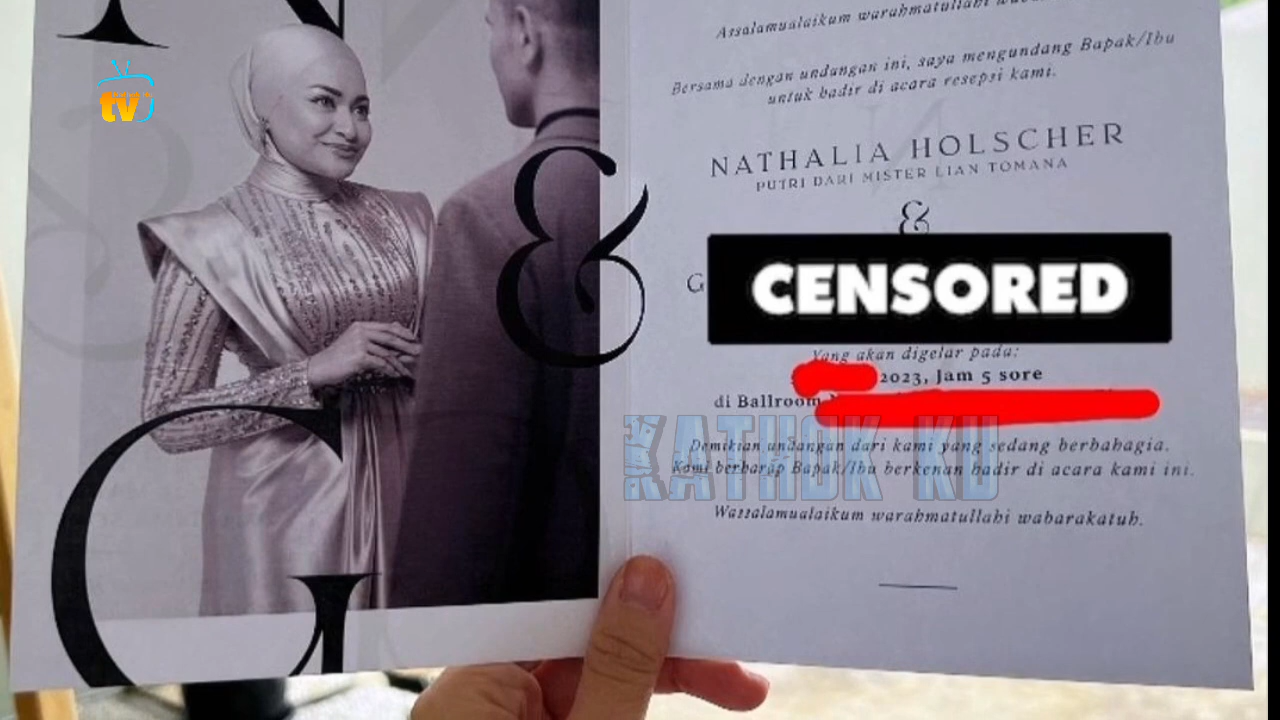 N
tv
&
G
Assalamualaikum warahmatullahi
Bersama dengan undangan ini, saya mengundang Bapak/Ibu
untuk hadir di acara resepsi kami.
NATHALIA HOLSCHER
PUTRI DARI MISTER LIAN TOMANA
&
G
CENSORED
Yang akan digelar pada:
2023, Jam 5 sore
di Ballroom
KATHOK KU
Demikian undangan dari kami yang sedang berbahagia.
Kami berharap Bapak/Ibu berkenan hadir di acara kami ini.
Wassalamualaikum warahmatullahi wabarakatuh.